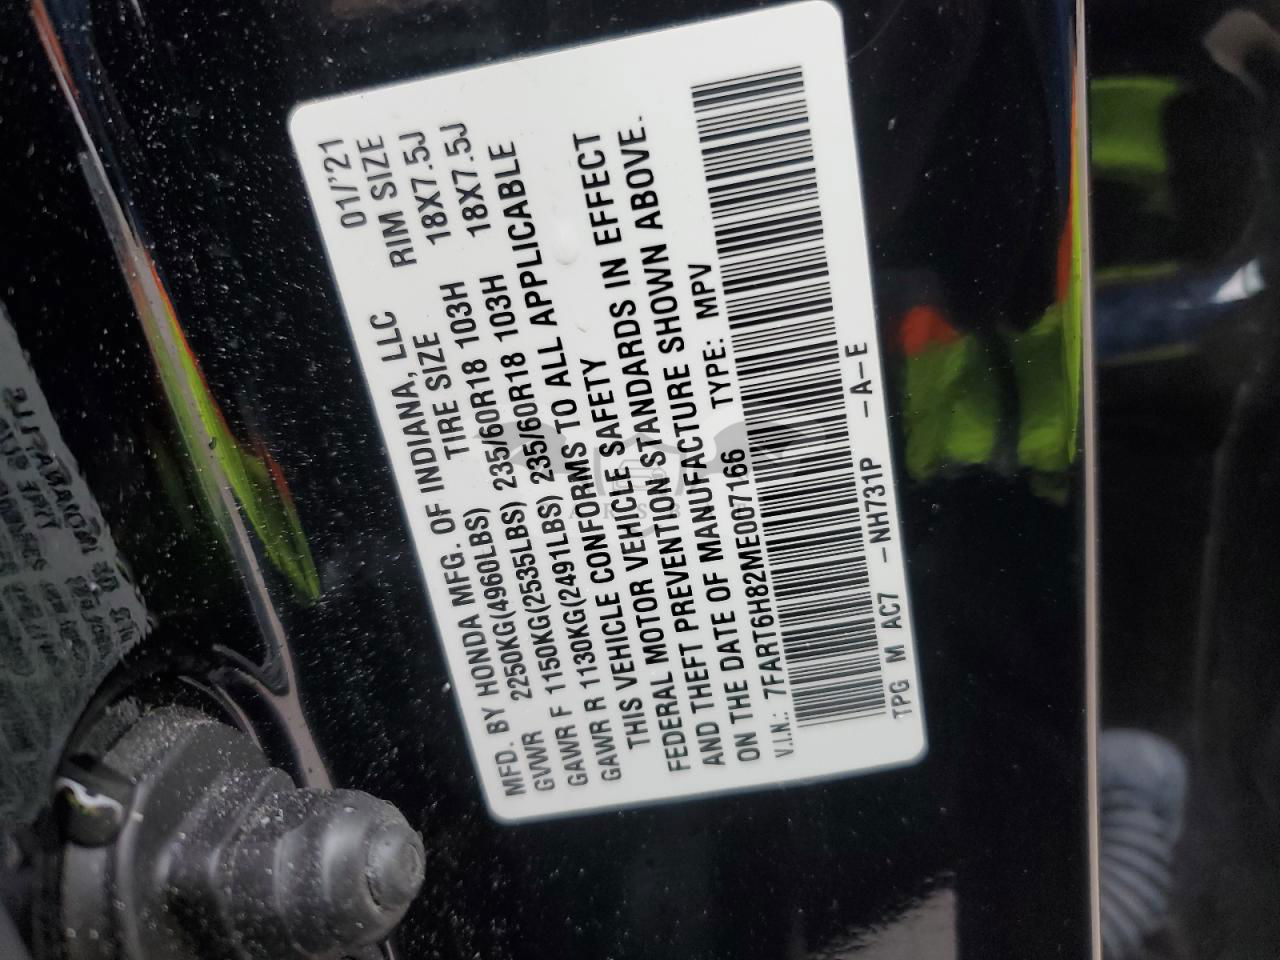 MFD. BY HONDA MFG. OF INDIANA, LLC 01/'21
GVWR 2250KG(4960LBS) TIRE SIZE RIM SIZE
GAWR F 1150KG(2535LBS) 235/60R18 103H 18X7.5J
GAWR R 1130KG(2491LBS) 235/60R18 103H 18X7.5J
THIS VEHICLE CONFORMS TO ALL APPLICABLE
FEDERAL MOTOR VEHICLE SAFETY
AND THEFT PREVENTION STANDARDS IN EFFECT
ON THE DATE OF MANUFACTURE SHOWN ABOVE.
V.I.N.: 7FART6H82ME007166 TYPE: MPV
TPG M AC7 -NH731P -A-E